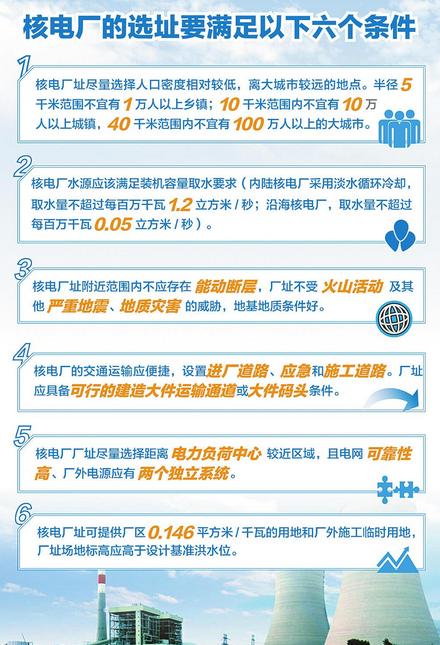 核电厂的选址要满足以下六个条件
1
核电厂址尽量选择人口密度相对较低，离大城市较远的地点。半径 5
千米范围不宜有 1 万人以上乡镇；10 千米范围内不宜有 10 万
人以上城镇，40 千米范围内不宜有 100 万人以上的大城市。
2
核电厂水源应该满足装机容量取水要求（内陆核电厂采用淡水循环冷却，
取水量不超过每百万千瓦 1.2 立方米 / 秒；沿海核电厂，取水量不超过
每百万千瓦 0.05 立方米 / 秒）。
3
核电厂址附近范围内不应存在 能动断层，厂址不受 火山活动 及其
他 严重地震、地质灾害 的威胁，地基地质条件好。
4
核电厂的交通运输应便捷，设置进厂道路、应急和施工道路。厂址
应具备可行的建造大件运输通道或大件码头条件。
5
核电厂厂址尽量选择距离 电力负荷中心 较近区域，且电网 可靠性
高、厂外电源应有 两个独立系统。
6
核电厂址可提供厂区 0.146 平方米 / 千瓦的用地和厂外施工临时用地，
厂址场地标高应高于设计基准洪水位。